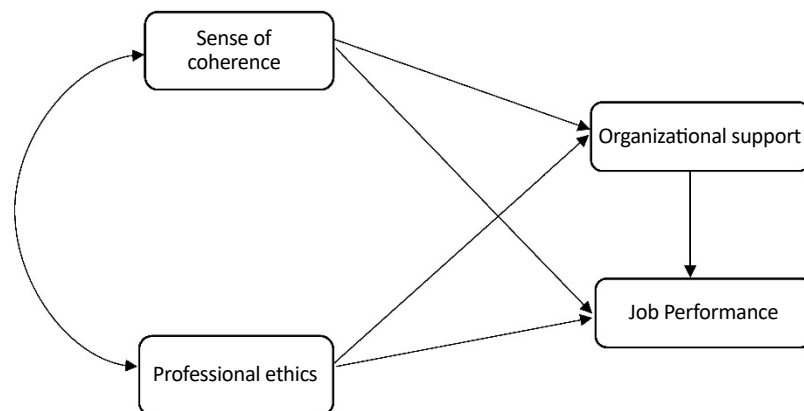 Sense of
coherence
Organizational support
Job Performance
Professional ethics